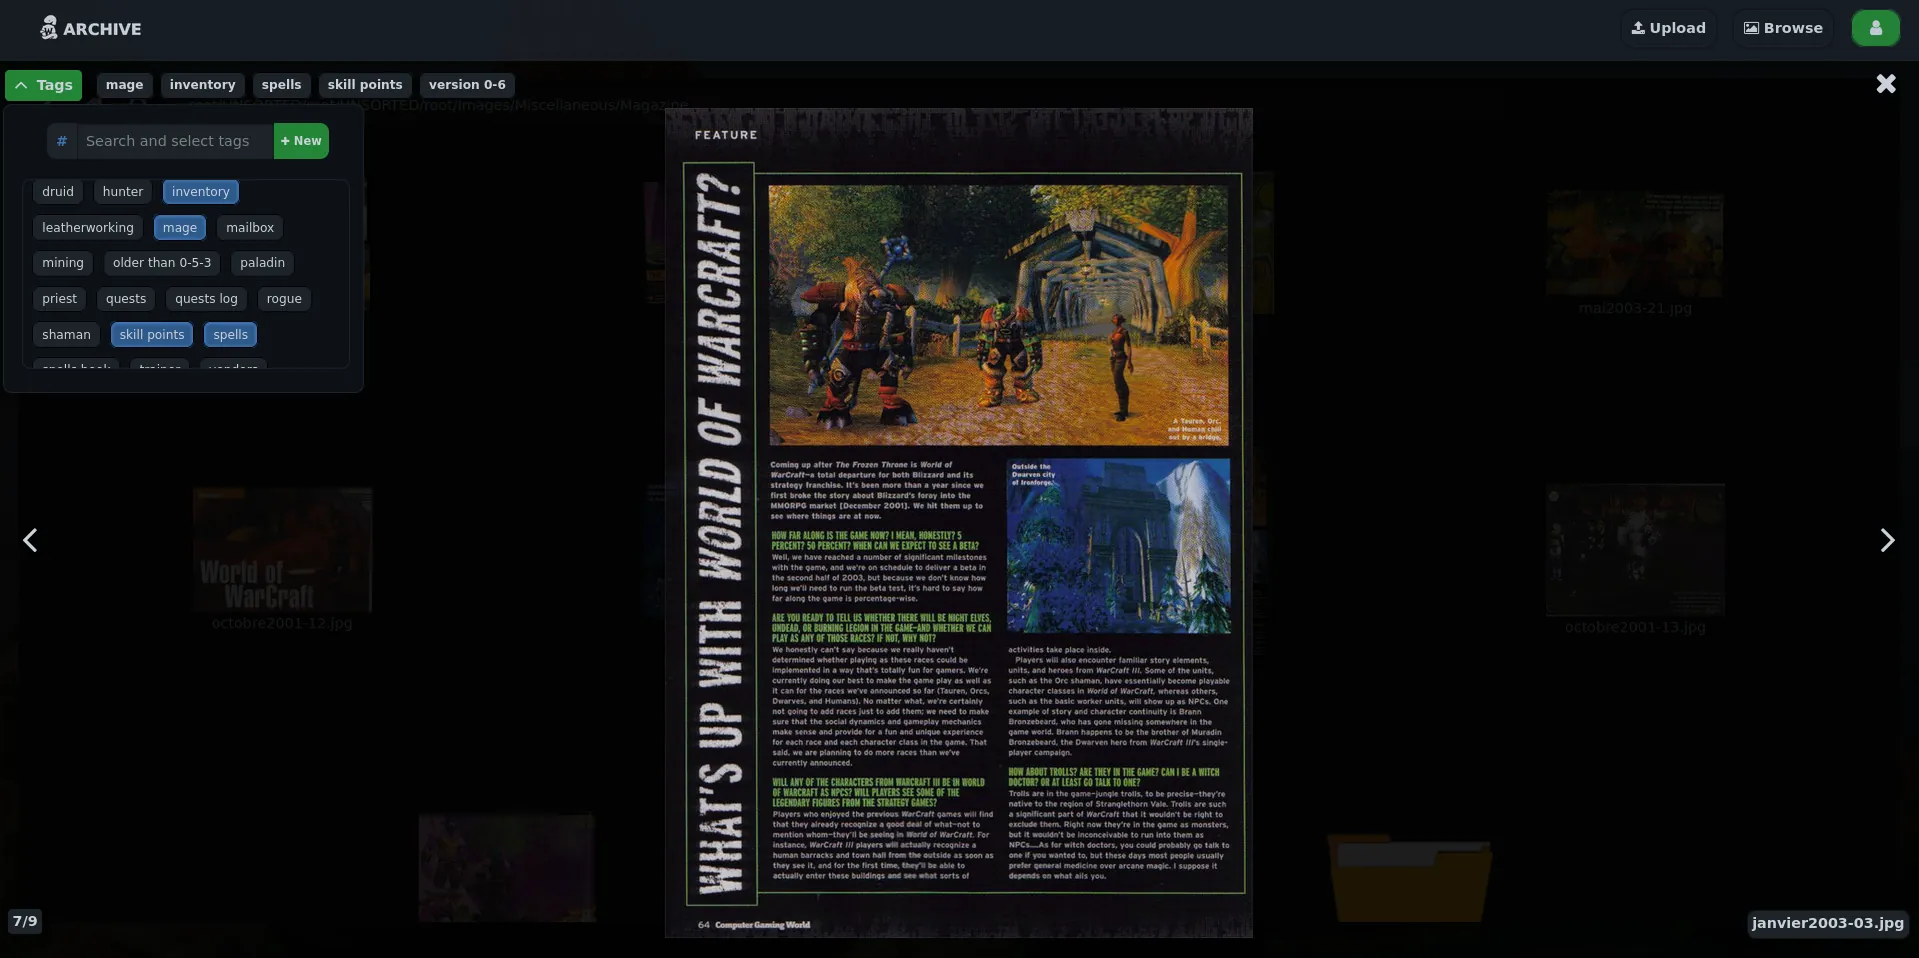 ARCHIVE
Upload
Browse
Tags
mage
inventory
spells
skill points
version 0-6
#
Search and select tags
+ New
druid
hunter
inventory
leatherworking
mage
mailbox
mining
older than 0-5-3
paladin
priest
quests
quests log
rogue
shaman
skill points
spells
spells book
trainer
vendors
mai2003-21.jpg
World of
WarCraft
octobre2001-12.jpg
octobre2001-13.jpg
FEATURE
WHAT'S UP WITH WORLD OF WARCRAFT?
A Tauren, Orc,
and Human chill
out by a bridge.
Coming up after The Frozen Throne is World of
WarCraft—a total departure for both Blizzard and its
strategy franchise. It's been more than a year since we
first broke the story about Blizzard's foray into the
MMORPG market [December 2001]. We hit them up to
see where things are at now.
HOW FAR ALONG IS THE GAME NOW? I MEAN, HONESTLY? 5
PERCENT? 50 PERCENT? WHEN CAN WE EXPECT TO SEE A BETA?
Well, we have reached a number of significant milestones
with the game, and we're on schedule to deliver a beta in
the second half of 2003, but because we don't know how
long we'll need to run the beta test, it's hard to say how
far along the game is percentage-wise.
ARE YOU READY TO TELL US WHETHER THERE WILL BE NIGHT ELVES,
UNDEAD, OR BURNING LEGION IN THE GAME—AND WHETHER WE CAN
PLAY AS ANY OF THOSE RACES? IF NOT, WHY NOT?
We honestly can't say because we really haven't
determined whether playing as these races could be
implemented in a way that's totally fun for gamers. We're
currently doing our best to make the game play as well as
it can for the races we've announced so far (Tauren, Orcs,
Dwarves, and Humans). No matter what, we're certainly
not going to add races just to add them; we need to make
sure that the social dynamics and gameplay mechanics
make sense and provide for a fun and unique experience
for each race and each character class in the game. That
said, we are planning to do more races than we've
currently announced.
WILL ANY OF THE CHARACTERS FROM WARCRAFT III BE IN WORLD
OF WARCRAFT AS NPCS? WILL PLAYERS SEE SOME OF THE
LEGENDARY FIGURES FROM THE STRATEGY GAMES?
Players who enjoyed the previous WarCraft games will find
that they already recognize a good deal of what—not to
mention whom—they'll be seeing in World of WarCraft. For
instance, WarCraft III players will actually recognize a
human barracks and town hall from the outside as soon as
they see it, and for the first time, they'll be able to
actually enter these buildings and see what sorts of
Outside the
Dwarven city
of Ironforge.
activities take place inside.
Players will also encounter familiar story elements,
units, and heroes from WarCraft III. Some of the units,
such as the Orc shaman, have essentially become playable
character classes in World of WarCraft, whereas others,
such as the basic worker units, will show up as NPCs. One
example of story and character continuity is Brann
Bronzebeard, who has gone missing somewhere in the
game world. Brann happens to be the brother of Muradin
Bronzebeard, the Dwarven hero from WarCraft III's single-
player campaign.
HOW ABOUT TROLLS? ARE THEY IN THE GAME? CAN I BE A WITCH
DOCTOR? OR AT LEAST GO TALK TO ONE?
Trolls are in the game—jungle trolls, to be precise—they're
native to the region of Stranglethorn Vale. Trolls are such
a significant part of WarCraft that it wouldn't be right to
exclude them. Right now they're in the game as monsters,
but it wouldn't be inconceivable to run into them as
NPCs....As for witch doctors, you could probably go talk to
one if you wanted to, but these days most people usually
prefer general medicine over arcane magic. I suppose it
depends on what ails you.
64 Computer Gaming World
7/9
janvier2003-03.jpg